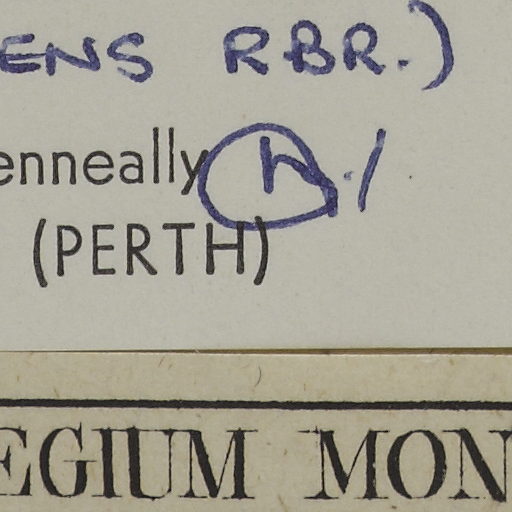 ENS RBR.)
enneally h./
(PERTH)
EGIUM MON